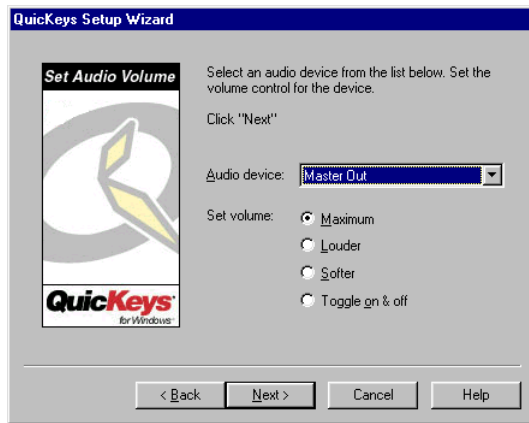 QuicKeys Setup Wizard
Set Audio Volume
Select an audio device from the list below. Set the
volume control for the device.
Click "Next"
Audio device:
Master Out
Set volume:
Maximum
Louder
Softer
Toggle on & off
QuicKeys
for Windows
< Back
Next >
Cancel
Help